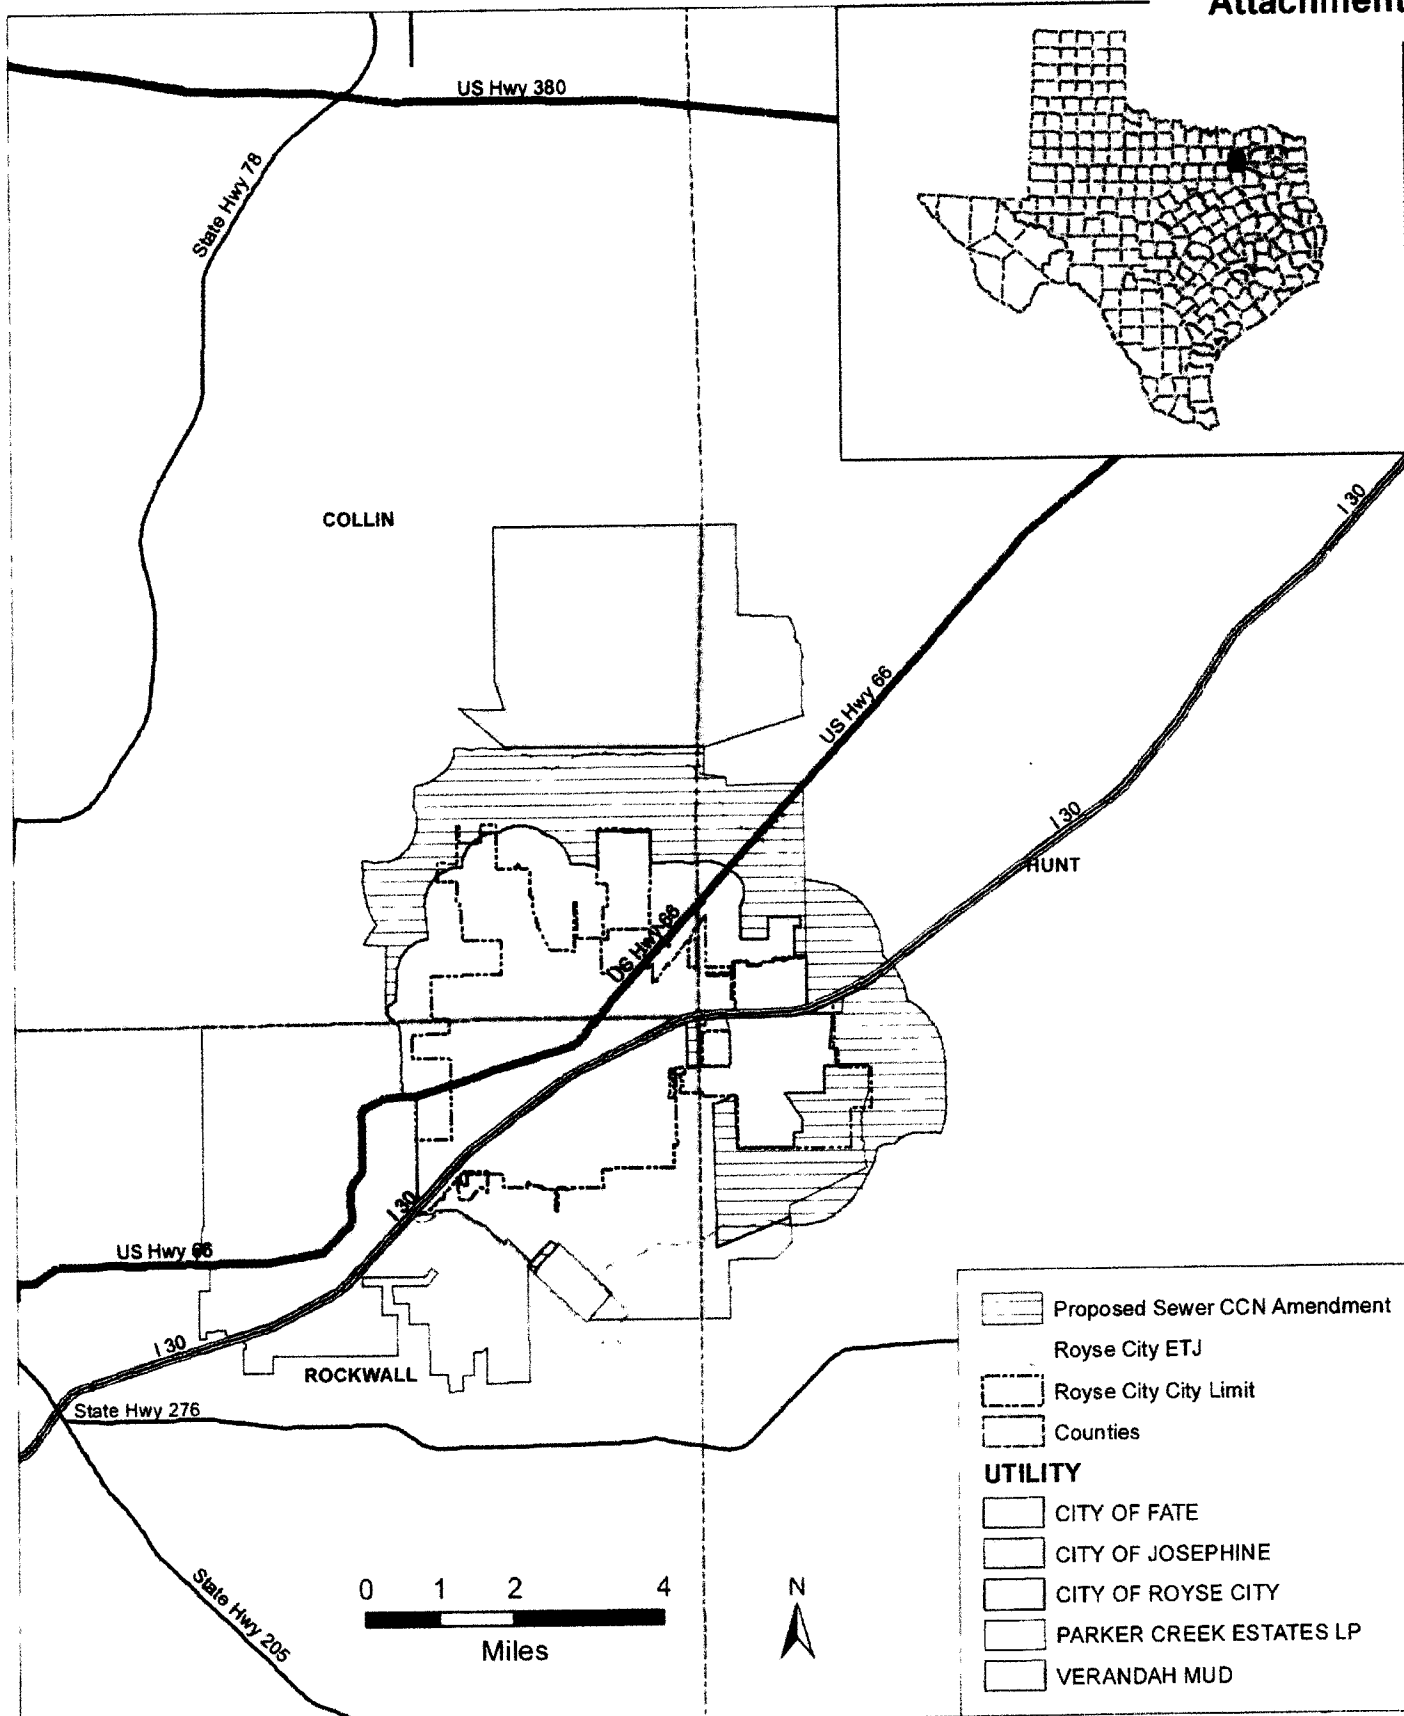 Attachment
US Hwy 380
State Hwy 78
I 30
COLLIN
US Hwy 66
I 30
HUNT
US Hwy 66
I 30
US Hwy 66
I 30
ROCKWALL
State Hwy 276
State Hwy 205
0 1 2 4
Miles
N
Proposed Sewer CCN Amendment
Royse City ETJ
Royse City City Limit
Counties
UTILITY
CITY OF FATE
CITY OF JOSEPHINE
CITY OF ROYSE CITY
PARKER CREEK ESTATES LP
VERANDAH MUD